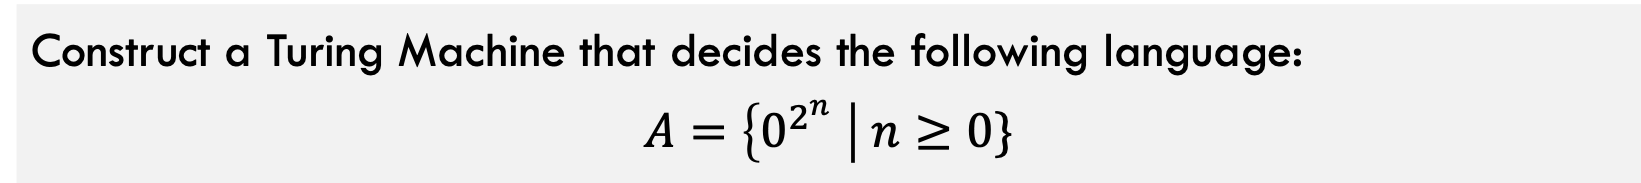 Construct a Turing Machine that decides the following language:
𝐴 = {0^{2^𝑛} | 𝑛 ≥ 0}